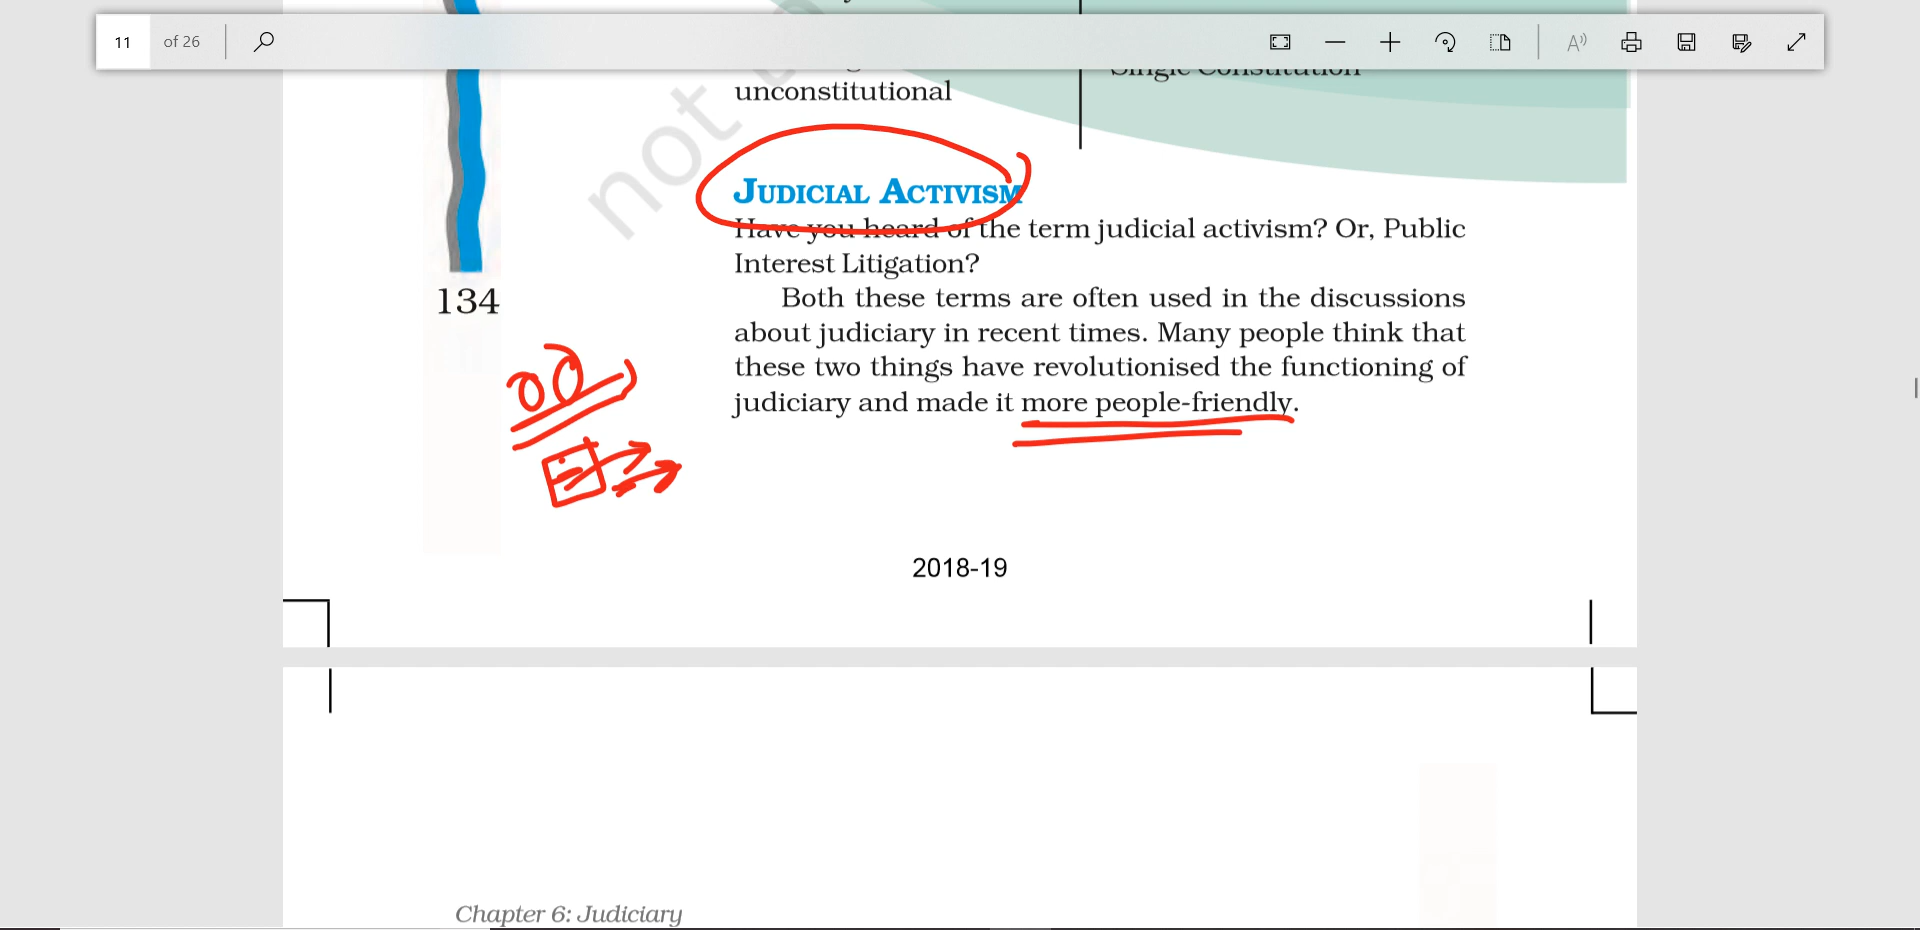 11 of 26
unconstitutional
Single Constitution
not
JUDICIAL ACTIVISM
Have you heard of the term judicial activism? Or, Public
Interest Litigation?
134
Both these terms are often used in the discussions
about judiciary in recent times. Many people think that
these two things have revolutionised the functioning of
judiciary and made it more people-friendly.
2018-19
Chapter 6: Judiciary